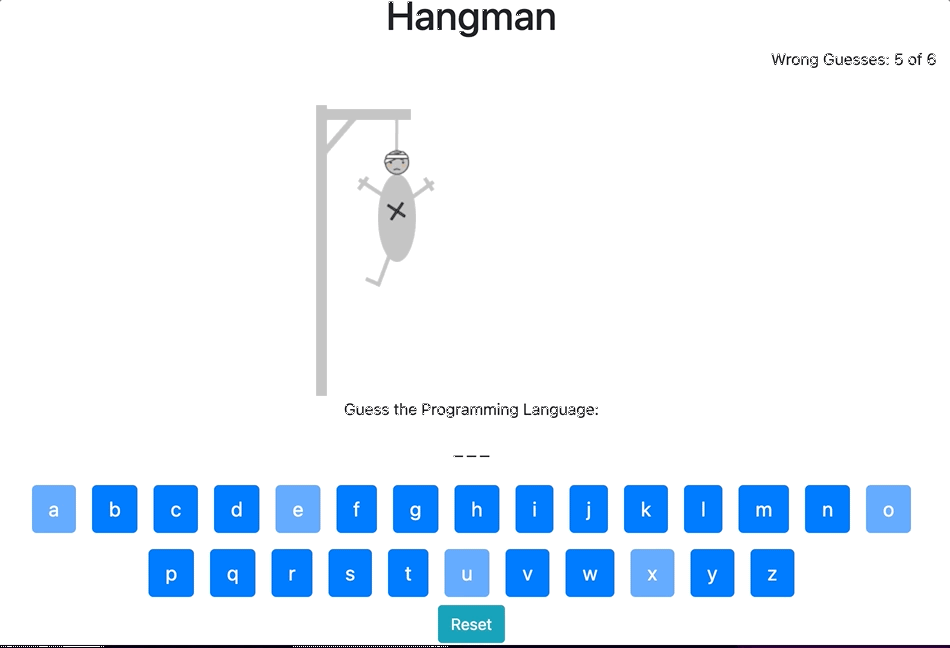 Hangman
Wrong Guesses: 5 of 6
Guess the Programming Language:
_ _ _
a b c d e f g h i j k l m n o
p q r s t u v w x y z
Reset